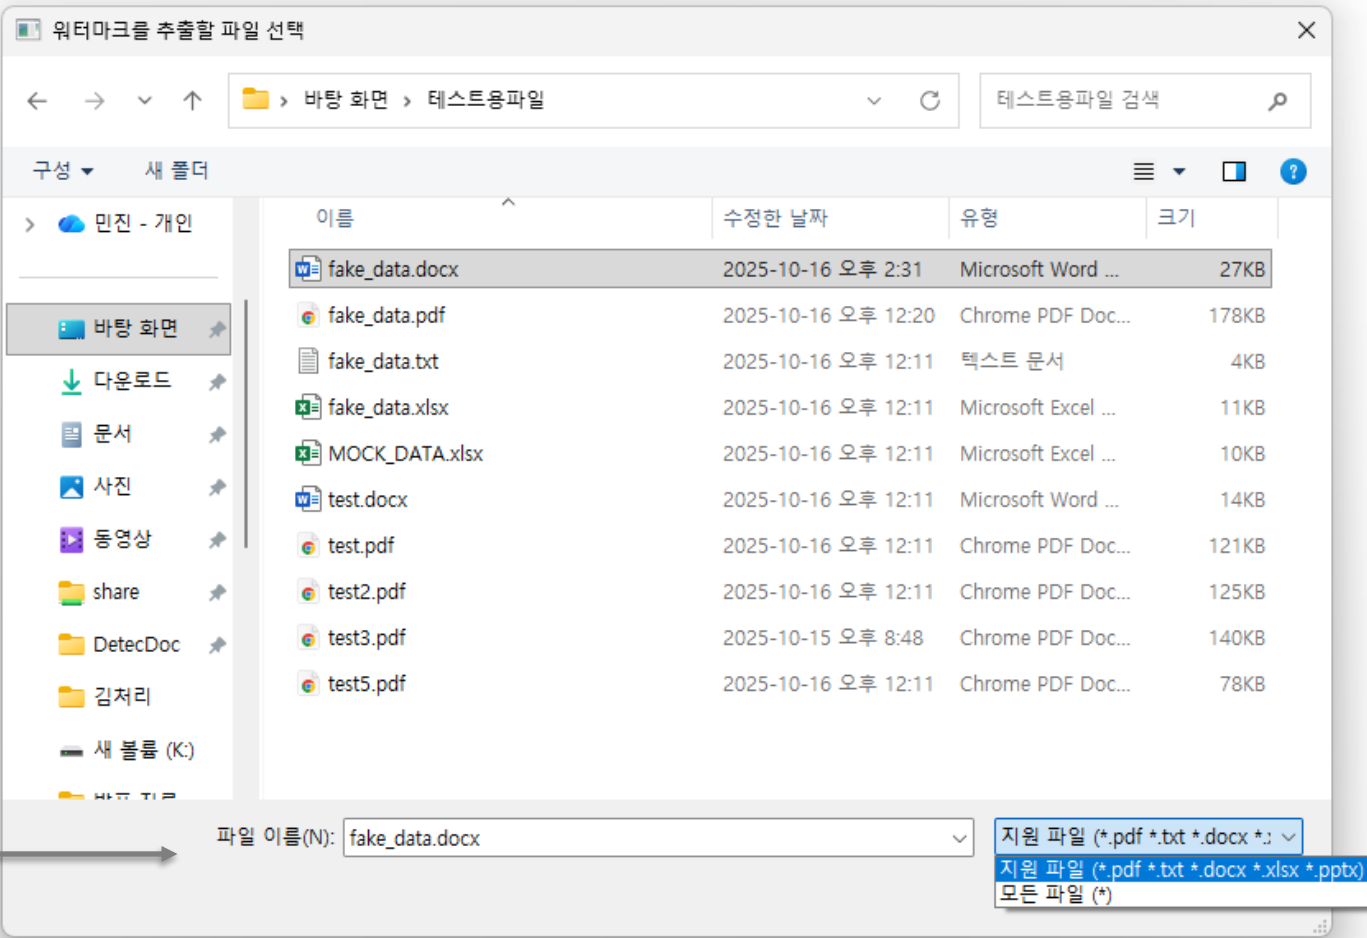 워터마크를 추출할 파일 선택
바탕 화면 > 테스트용파일
테스트용파일 검색
구성
새 폴더
민진 - 개인
바탕 화면
다운로드
문서
사진
동영상
share
DetecDoc
김처리
새 볼륨 (K:)
이름 수정한 날짜 유형 크기
fake_data.docx 2025-10-16 오후 2:31 Microsoft Word ... 27KB
fake_data.pdf 2025-10-16 오후 12:20 Chrome PDF Doc... 178KB
fake_data.txt 2025-10-16 오후 12:11 텍스트 문서 4KB
fake_data.xlsx 2025-10-16 오후 12:11 Microsoft Excel ... 11KB
MOCK_DATA.xlsx 2025-10-16 오후 12:11 Microsoft Excel ... 10KB
test.docx 2025-10-16 오후 12:11 Microsoft Word ... 14KB
test.pdf 2025-10-16 오후 12:11 Chrome PDF Doc... 121KB
test2.pdf 2025-10-16 오후 12:11 Chrome PDF Doc... 125KB
test3.pdf 2025-10-15 오후 8:48 Chrome PDF Doc... 140KB
test5.pdf 2025-10-16 오후 12:11 Chrome PDF Doc... 78KB
파일 이름(N): fake_data.docx
지원 파일 (*.pdf *.txt *.docx *.
지원 파일 (*.pdf *.txt *.docx *.xlsx *.pptx)
모든 파일 (*)